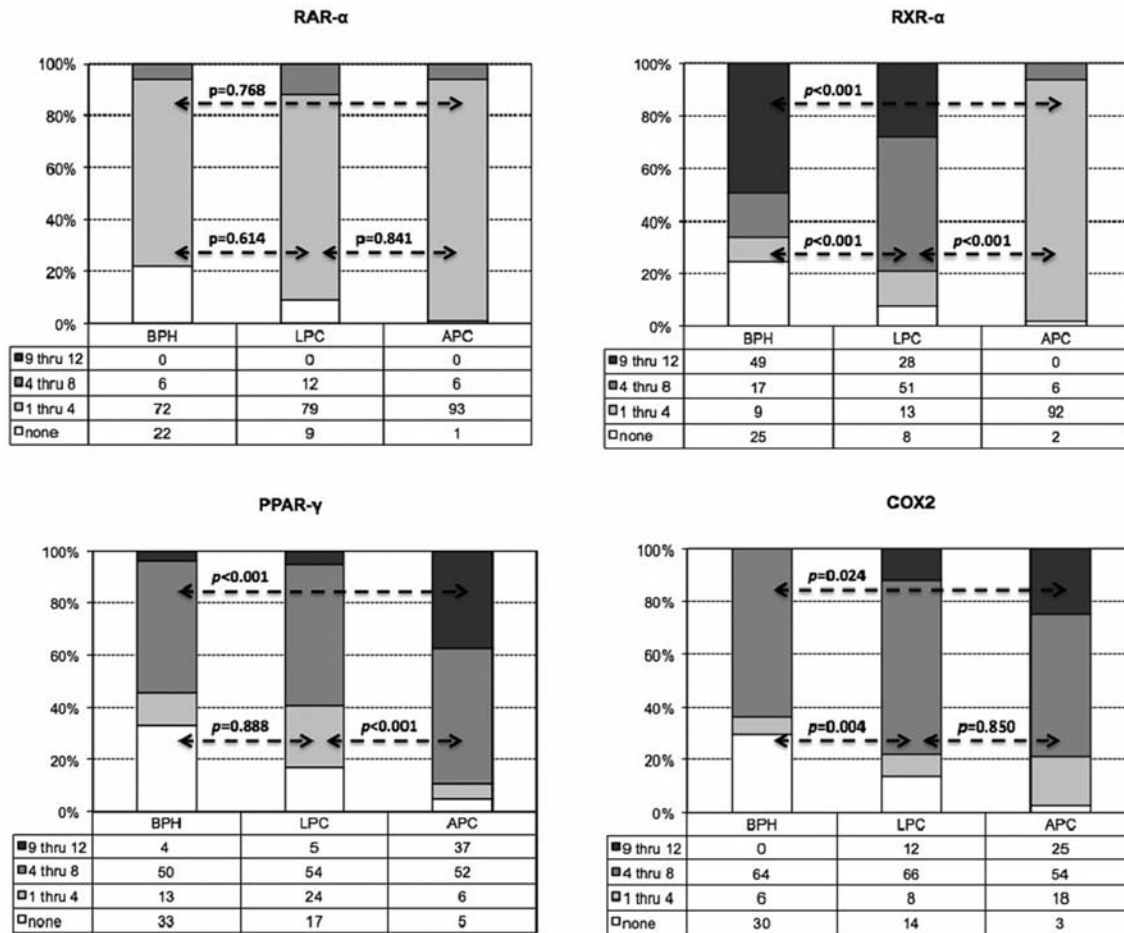 RAR-α
100%
80%
60%
40%
20%
0%
p=0.768
p=0.614 p=0.841
BPH LPC APC
9 thru 12 0 0 0
4 thru 8 6 12 6
1 thru 4 72 79 93
none 22 9 1
RXR-α
100%
80%
60%
40%
20%
0%
p<0.001
p<0.001 p<0.001
BPH LPC APC
9 thru 12 49 28 0
4 thru 8 17 51 6
1 thru 4 9 13 92
none 25 8 2
PPAR-γ
100%
80%
60%
40%
20%
0%
p<0.001
p=0.888 p<0.001
BPH LPC APC
9 thru 12 4 5 37
4 thru 8 50 54 52
1 thru 4 13 24 6
none 33 17 5
COX2
100%
80%
60%
40%
20%
0%
p=0.024
p=0.004 p=0.850
BPH LPC APC
9 thru 12 0 12 25
4 thru 8 64 66 54
1 thru 4 6 8 18
none 30 14 3